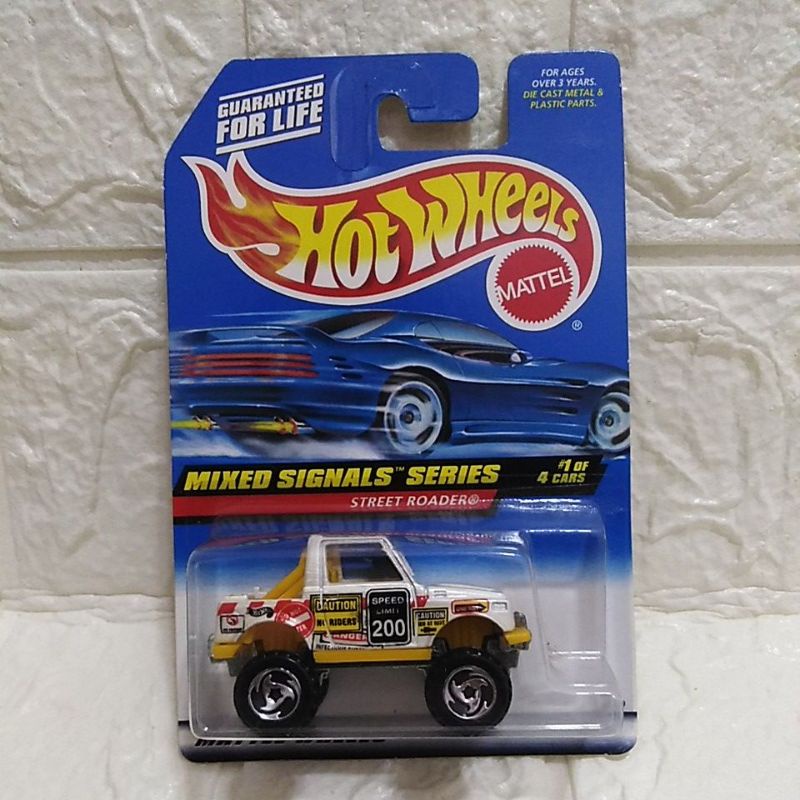 GUARANTEED
FOR LIFE
FOR AGES
OVER 3 YEARS.
DIE CAST METAL &
PLASTIC PARTS.
HOT WHEELS
MATTEL
®
MIXED SIGNALS™ SERIES
#1 OF
4 CARS
STREET ROADER®
CAUTION
NO RIDERS
SPEED
LIMIT
200
CAUTION
DANGER